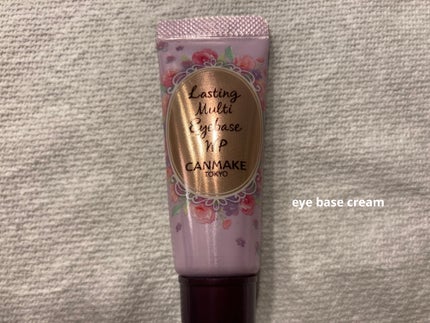 Lasting
Multi
Eyebase
WP
CANMAKE
TOKYO
eye base cream